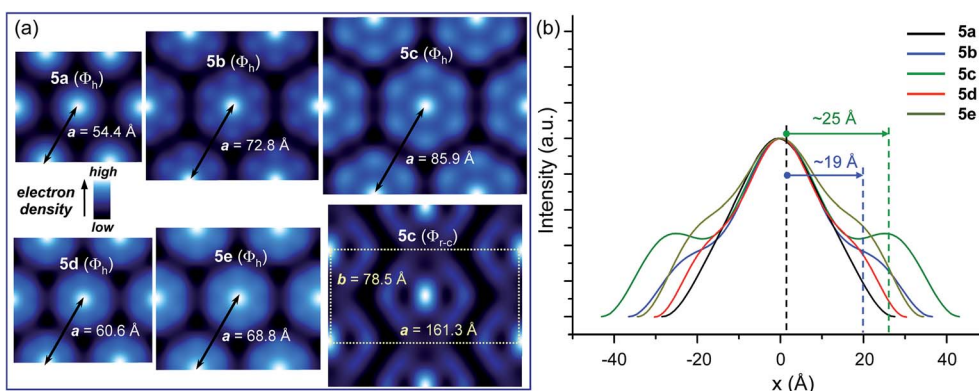 (a)
5a (Φh)
a = 54.4 Å
5b (Φh)
a = 72.8 Å
5c (Φh)
a = 85.9 Å
high
electron
density
low
5d (Φh)
a = 60.6 Å
5e (Φh)
a = 68.8 Å
5c (Φr-c)
b = 78.5 Å
a = 161.3 Å
(b)
Intensity (a.u.)
5a
5b
5c
5d
5e
~25 Å
~19 Å
-40
-20
0
20
40
x (Å)